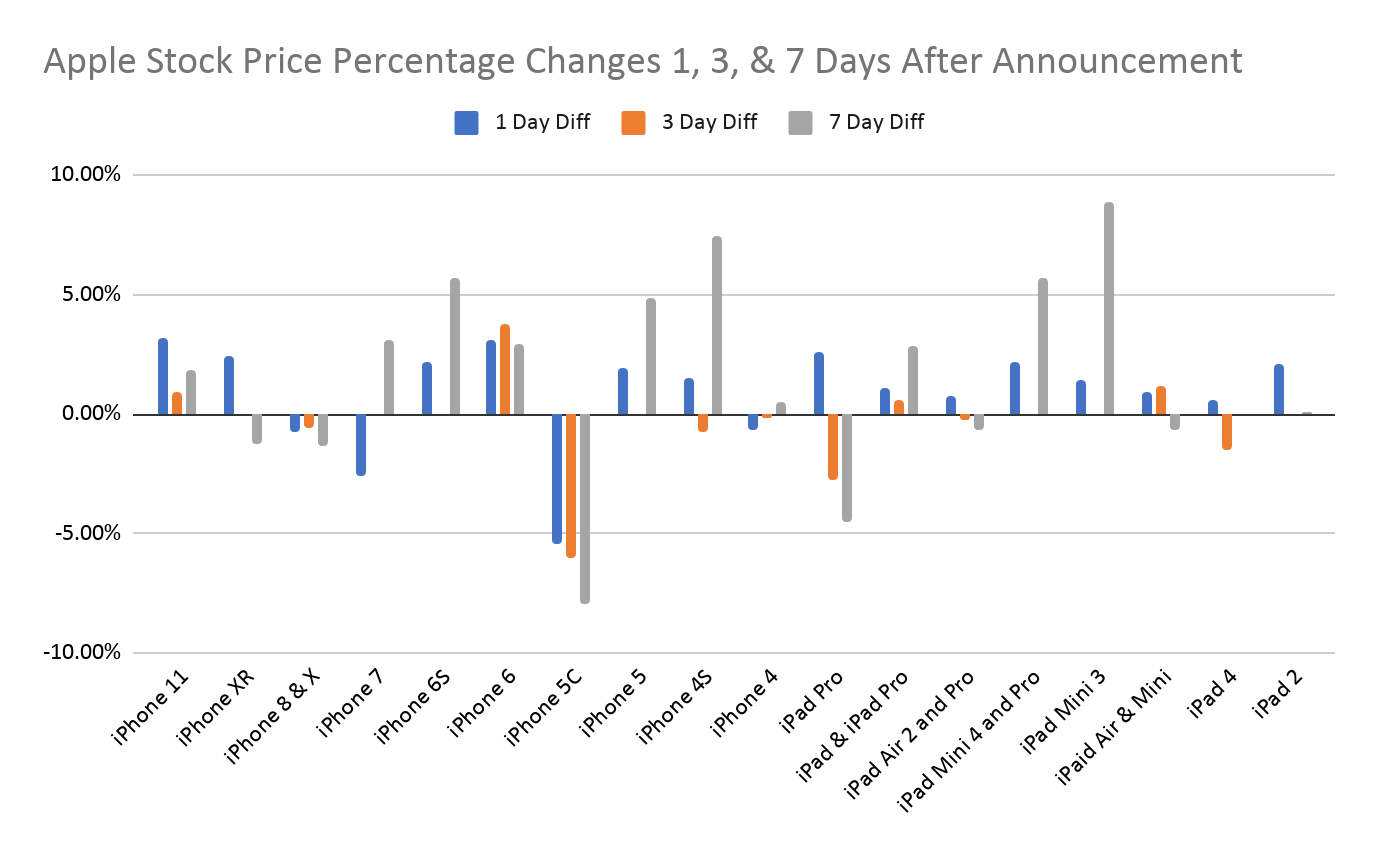 Apple Stock Price Percentage Changes 1, 3, & 7 Days After Announcement
1 Day Diff 3 Day Diff 7 Day Diff
10.00%
5.00%
0.00%
-5.00%
-10.00%
iPhone 11
iPhone XR
iPhone 8 & X
iPhone 7
iPhone 6S
iPhone 6
iPhone 5C
iPhone 5
iPhone 4S
iPhone 4
iPad Pro
iPad & iPad Pro
iPad Air 2 and Pro
iPad Mini 4 and Pro
iPad Mini 3
iPaid Air & Mini
iPad 4
iPad 2